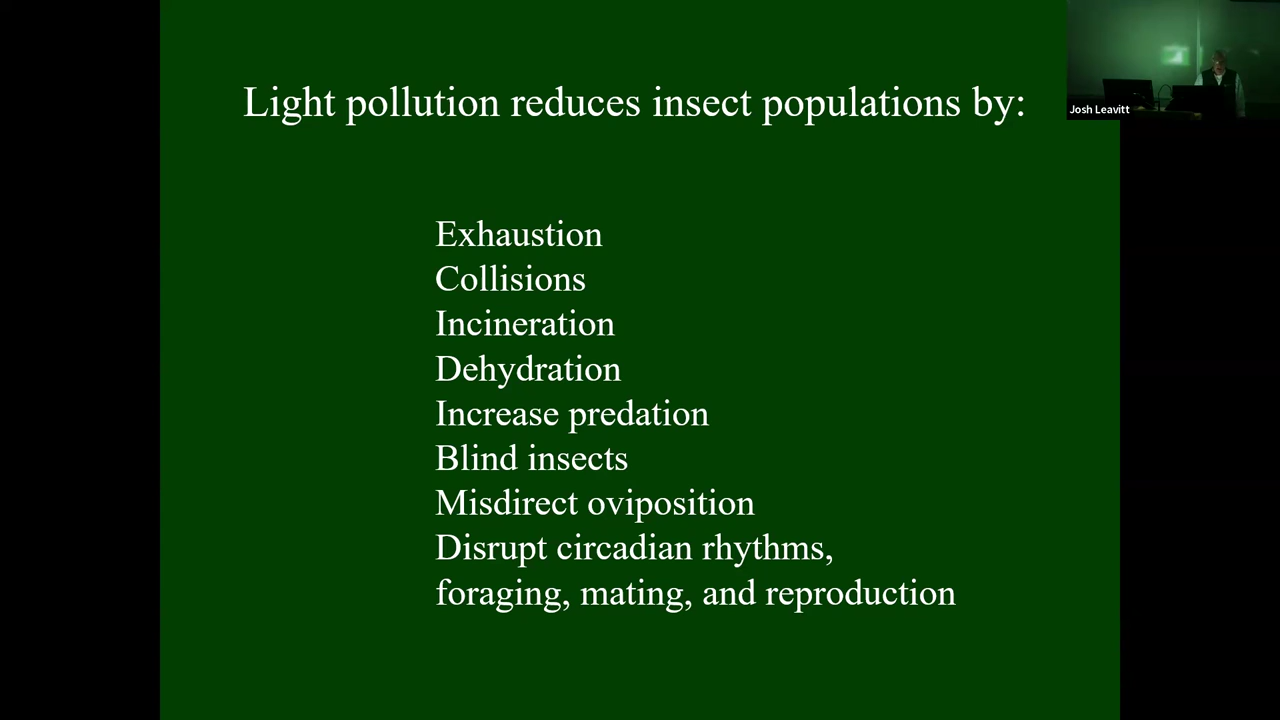 Light pollution reduces insect populations by:
Josh Leavitt
Exhaustion
Collisions
Incineration
Dehydration
Increase predation
Blind insects
Misdirect oviposition
Disrupt circadian rhythms,
foraging, mating, and reproduction